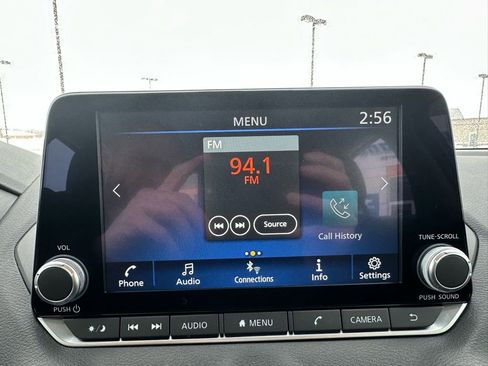 MENU 2:56
FM
94.1
FM
Source
Call History
Phone Audio Connections Info Settings
VOL
PUSH
TUNE·SCROLL
PUSH SOUND
AUDIO MENU CAMERA